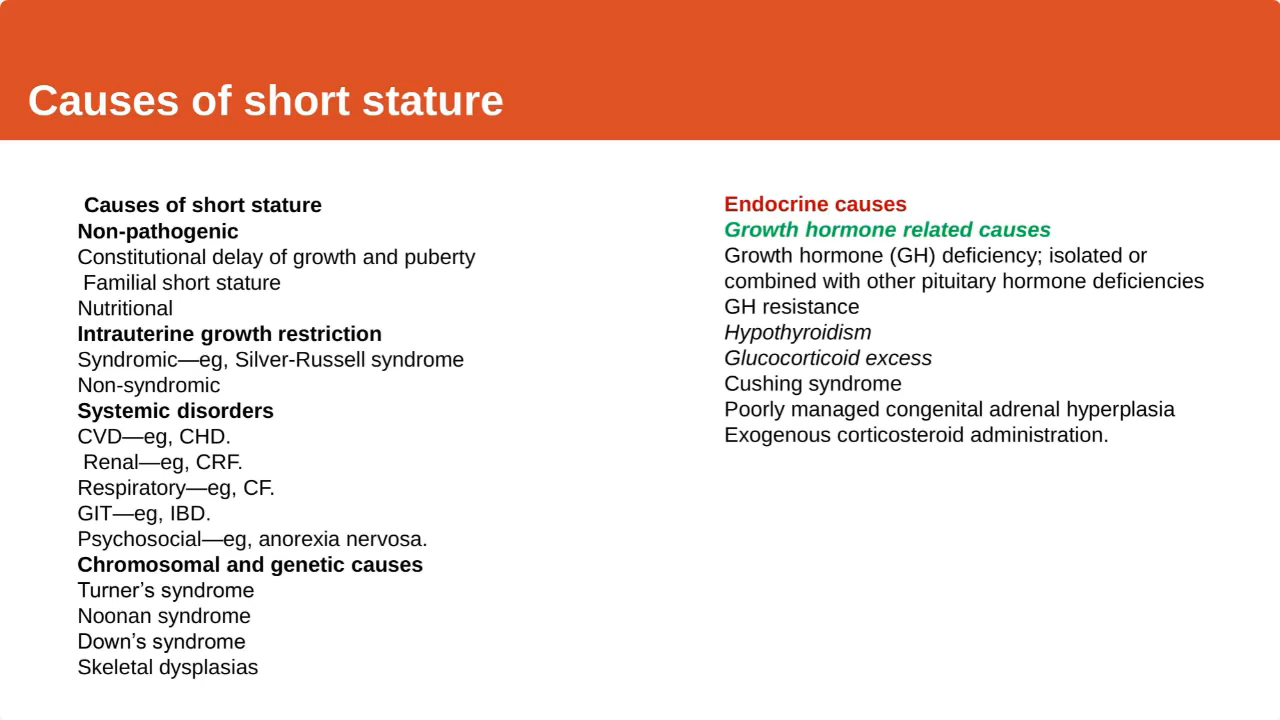 Causes of short stature
Causes of short stature
Non-pathogenic
Constitutional delay of growth and puberty
Familial short stature
Nutritional
Intrauterine growth restriction
Syndromic—eg, Silver-Russell syndrome
Non-syndromic
Systemic disorders
CVD—eg, CHD.
Renal—eg, CRF.
Respiratory—eg, CF.
GIT—eg, IBD.
Psychosocial—eg, anorexia nervosa.
Chromosomal and genetic causes
Turner’s syndrome
Noonan syndrome
Down’s syndrome
Skeletal dysplasias
Endocrine causes
Growth hormone related causes
Growth hormone (GH) deficiency; isolated or
combined with other pituitary hormone deficiencies
GH resistance
Hypothyroidism
Glucocorticoid excess
Cushing syndrome
Poorly managed congenital adrenal hyperplasia
Exogenous corticosteroid administration.